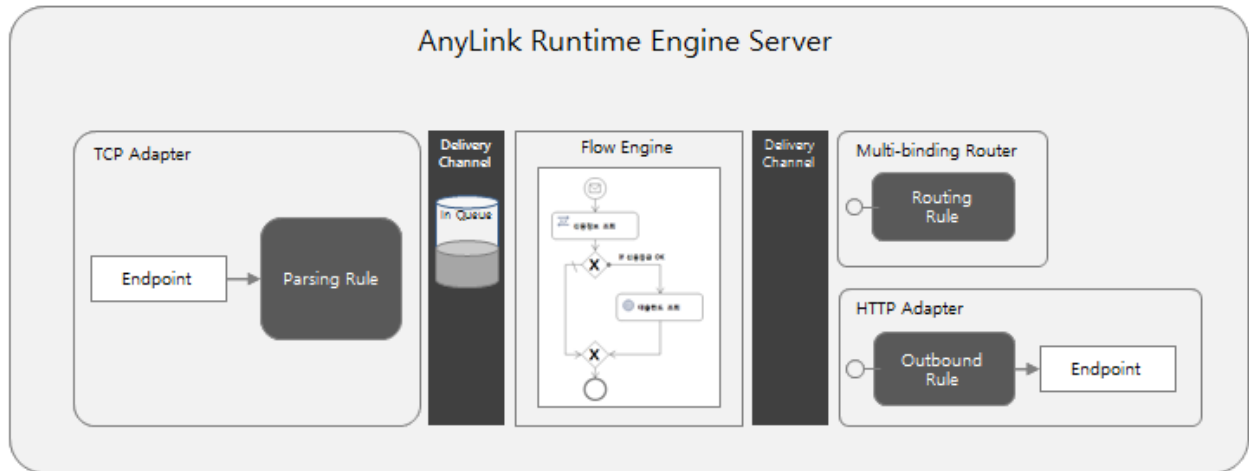 AnyLink Runtime Engine Server
TCP Adapter
Endpoint
Parsing Rule
Delivery
Channel
In Queue
Flow Engine
X
X
Delivery
Channel
Multi-binding Router
Routing
Rule
HTTP Adapter
Outbound
Rule
Endpoint